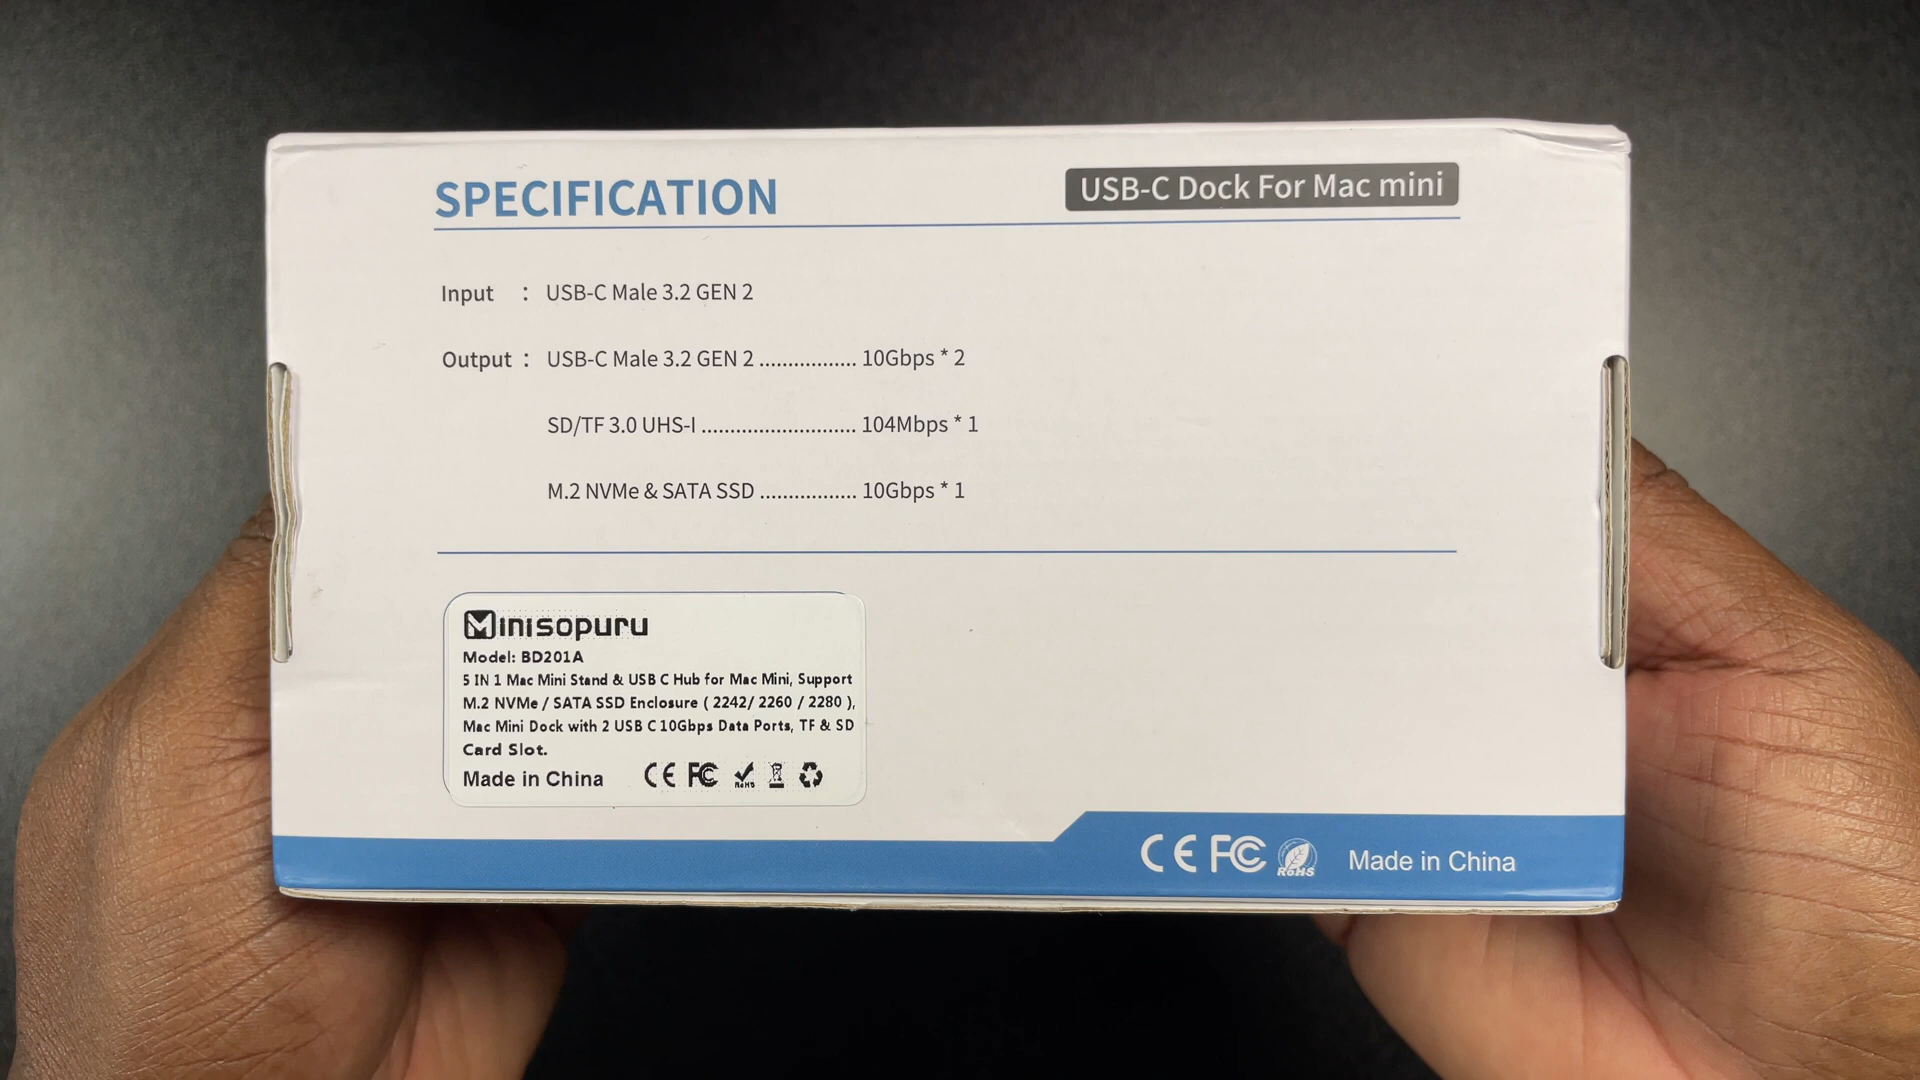 SPECIFICATION
USB-C Dock For Mac mini
Input : USB-C Male 3.2 GEN 2
Output : USB-C Male 3.2 GEN 2 ................. 10Gbps * 2
SD/TF 3.0 UHS-I ........................... 104Mbps * 1
M.2 NVMe & SATA SSD ................. 10Gbps * 1
Minisopuru
Model: BD201A
5 IN 1 Mac Mini Stand & USB C Hub for Mac Mini, Support
M.2 NVMe / SATA SSD Enclosure ( 2242/ 2260 / 2280 ),
Mac Mini Dock with 2 USB C 10Gbps Data Ports, TF & SD
Card Slot.
Made in China CE FC RoHS
CE FC RoHS Made in China